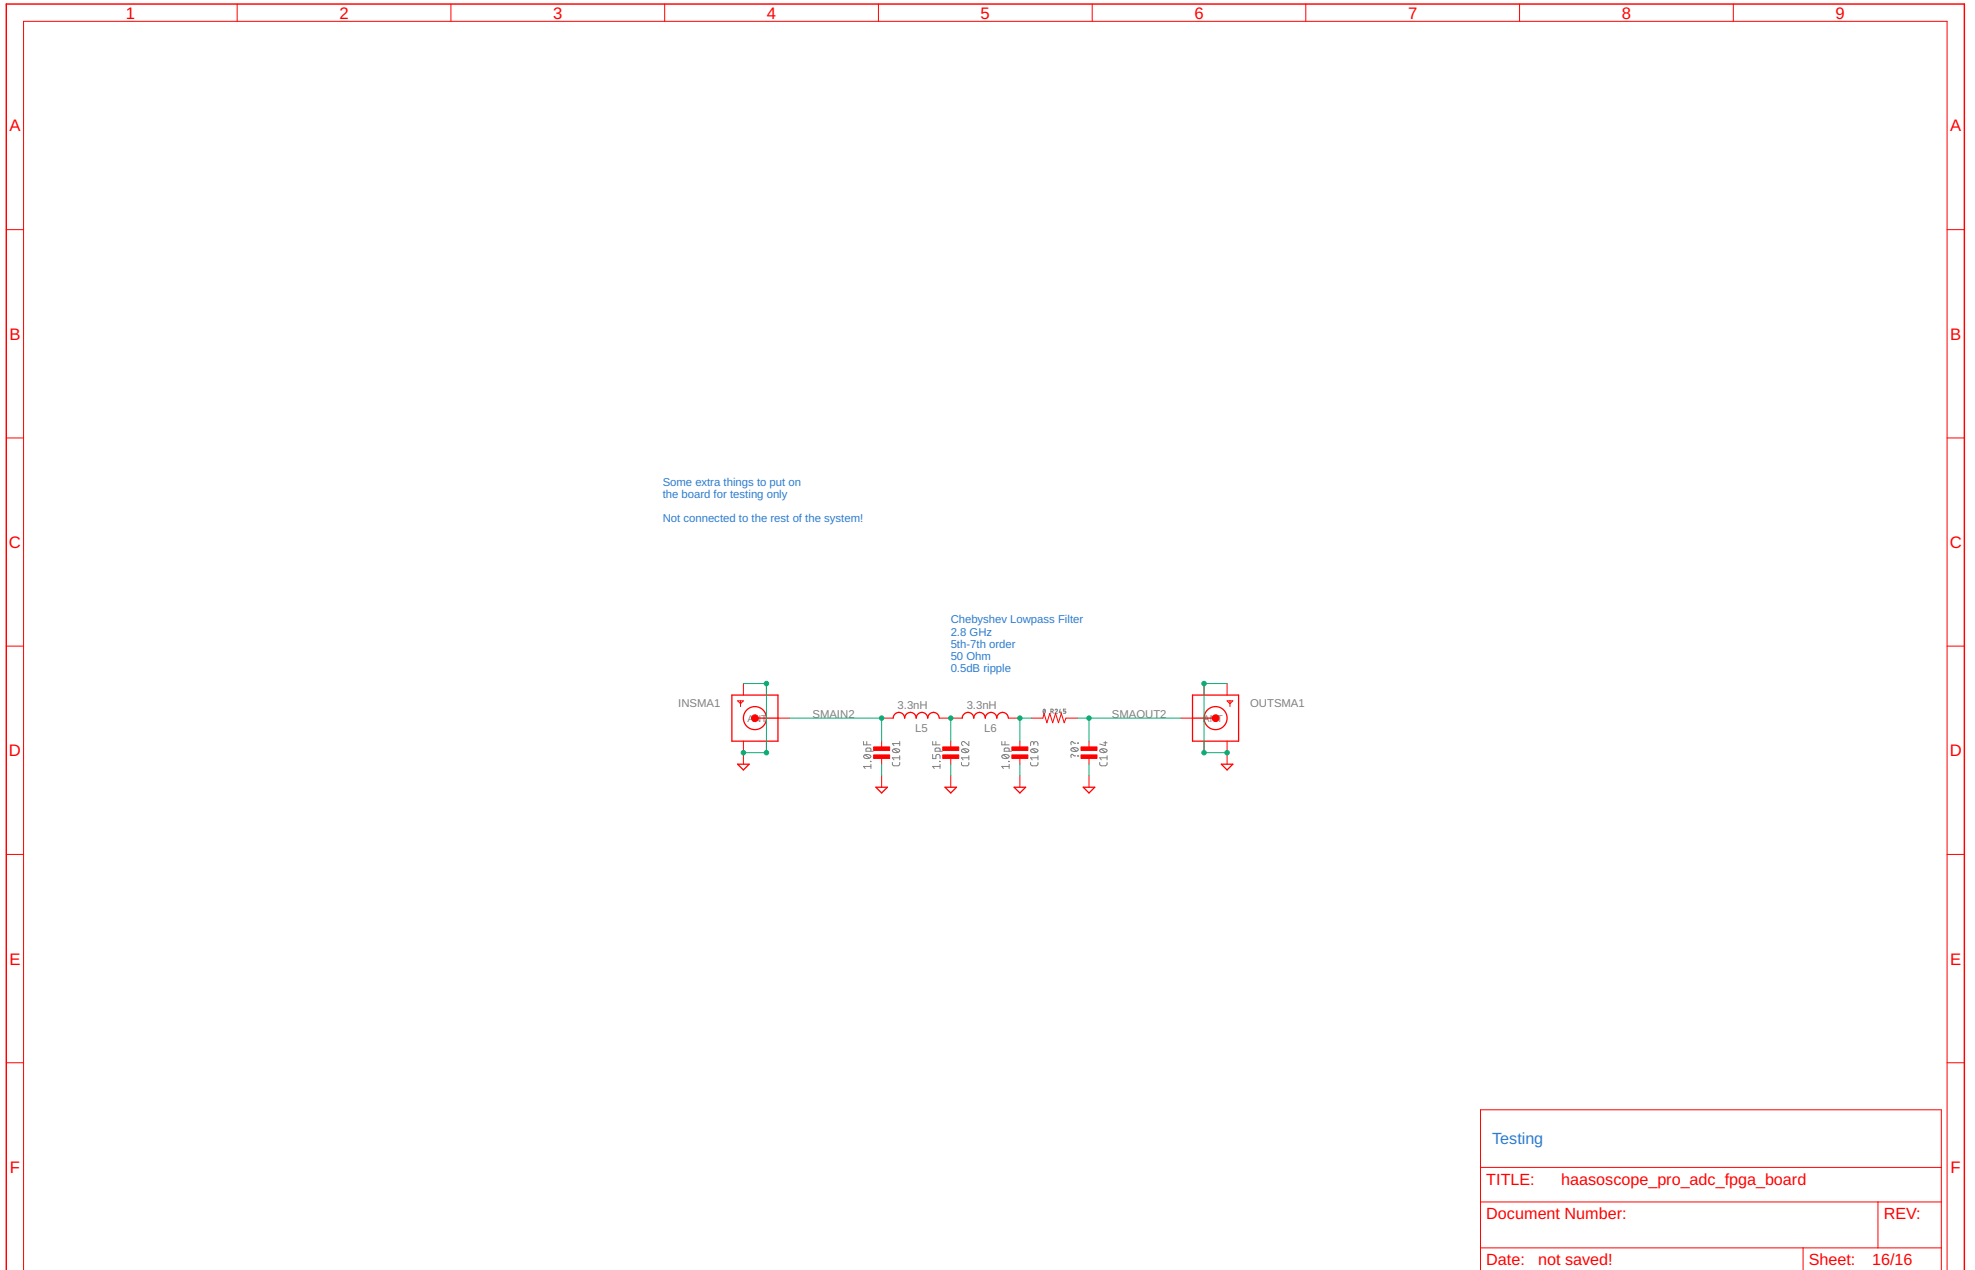 1 2 3 4 5 6 7 8 9
A A
B B
Some extra things to put on
the board for testing only
Not connected to the rest of the system!
C C
Chebyshev Lowpass Filter
2.8 GHz
5th-7th order
50 Ohm
0.5dB ripple
INSMA1 SMAIN2 3.3nH 3.3nH 0 R245 SMAOUT2 OUTSMA1
L5 L6
1.0pF C101 1.5pF C102 1.0pF C103 ?0? C104
D D
E E
F F
Testing
TITLE: haasoscope_pro_adc_fpga_board
Document Number: REV:
Date: not saved! Sheet: 16/16